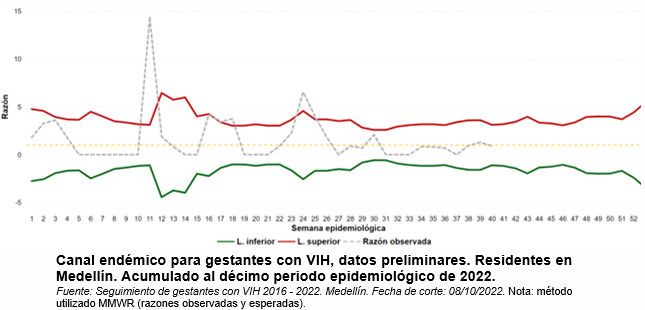 15
10
Razón
5
0
-5
1 2 3 4 5 6 7 8 9 10 11 12 13 14 15 16 17 18 19 20 21 22 23 24 25 26 27 28 29 30 31 32 33 34 35 36 37 38 39 40 41 42 43 44 45 46 47 48 49 50 51 52
Semana epidemiológica
L. inferior L. superior Razón observada
Canal endémico para gestantes con VIH, datos preliminares. Residentes en
Medellín. Acumulado al décimo periodo epidemiológico de 2022.
Fuente: Seguimiento de gestantes con VIH 2016 - 2022. Medellín. Fecha de corte: 08/10/2022. Nota: método
utilizado MMWR (razones observadas y esperadas).